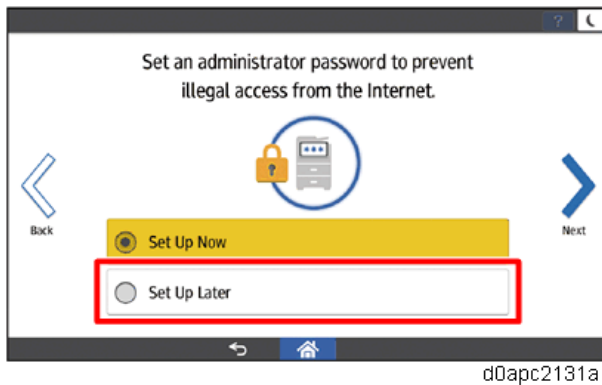 ?
Set an administrator password to prevent
illegal access from the Internet.
Back
Next
Set Up Now
Set Up Later
d0apc2131a